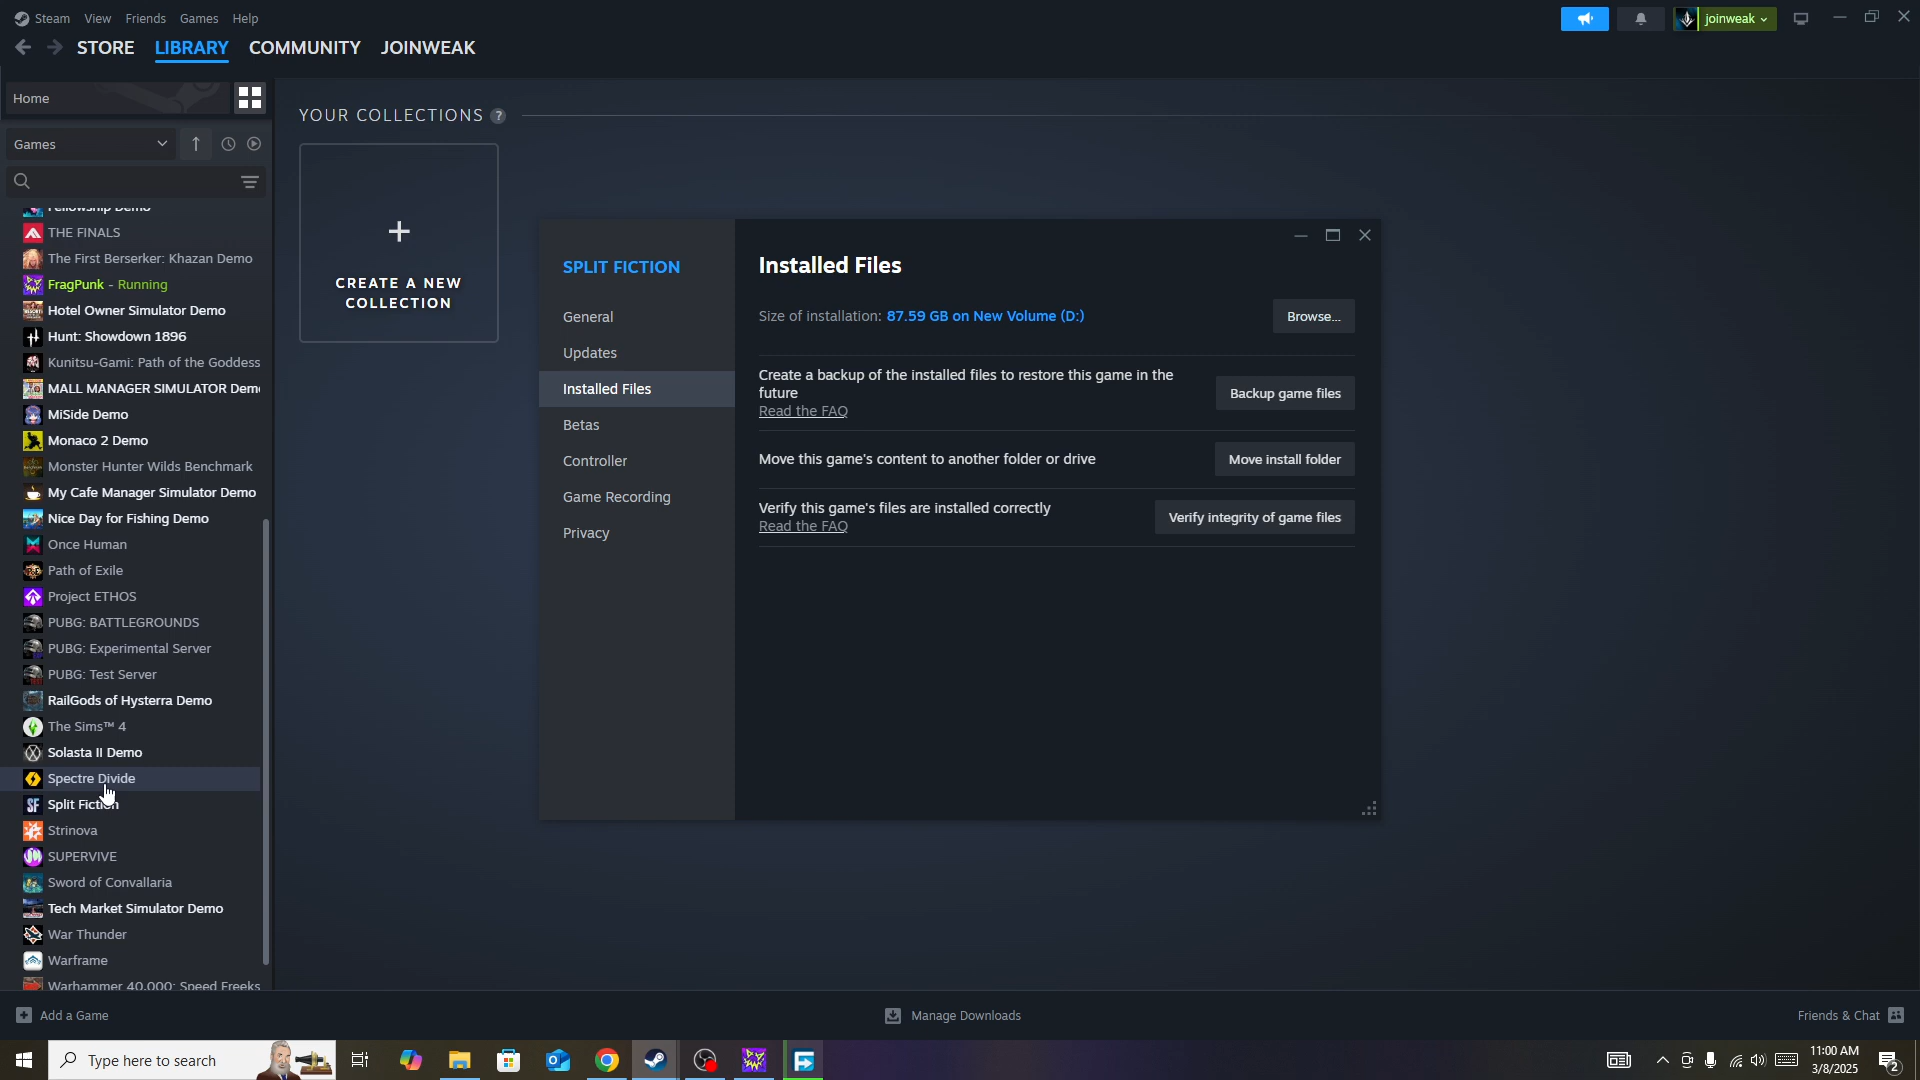 Steam View Friends Games Help
joinweak
STORE LIBRARY COMMUNITY JOINWEAK
Home
Games
Fellowship Demo
THE FINALS
The First Berserker: Khazan Demo
FragPunk - Running
Hotel Owner Simulator Demo
Hunt: Showdown 1896
Kunitsu-Gami: Path of the Goddess
MALL MANAGER SIMULATOR Dem
MiSide Demo
Monaco 2 Demo
Monster Hunter Wilds Benchmark
My Cafe Manager Simulator Demo
Nice Day for Fishing Demo
Once Human
Path of Exile
Project ETHOS
PUBG: BATTLEGROUNDS
PUBG: Experimental Server
PUBG: Test Server
RailGods of Hysterra Demo
The Sims™ 4
Solasta II Demo
Spectre Divide
SF Split Fiction
Strinova
SUPERVIVE
Sword of Convallaria
Tech Market Simulator Demo
War Thunder
Warframe
Warhammer 40,000: Speed Freeks
YOUR COLLECTIONS ?
+
CREATE A NEW
COLLECTION
SPLIT FICTION
General
Updates
Installed Files
Betas
Controller
Game Recording
Privacy
Installed Files
Size of installation: 87.59 GB on New Volume (D:)
Browse...
Create a backup of the installed files to restore this game in the
future
Read the FAQ
Backup game files
Move this game's content to another folder or drive
Move install folder
Verify this game's files are installed correctly
Read the FAQ
Verify integrity of game files
Add a Game
Manage Downloads
Friends & Chat
Type here to search
11:00 AM
3/8/2025
2